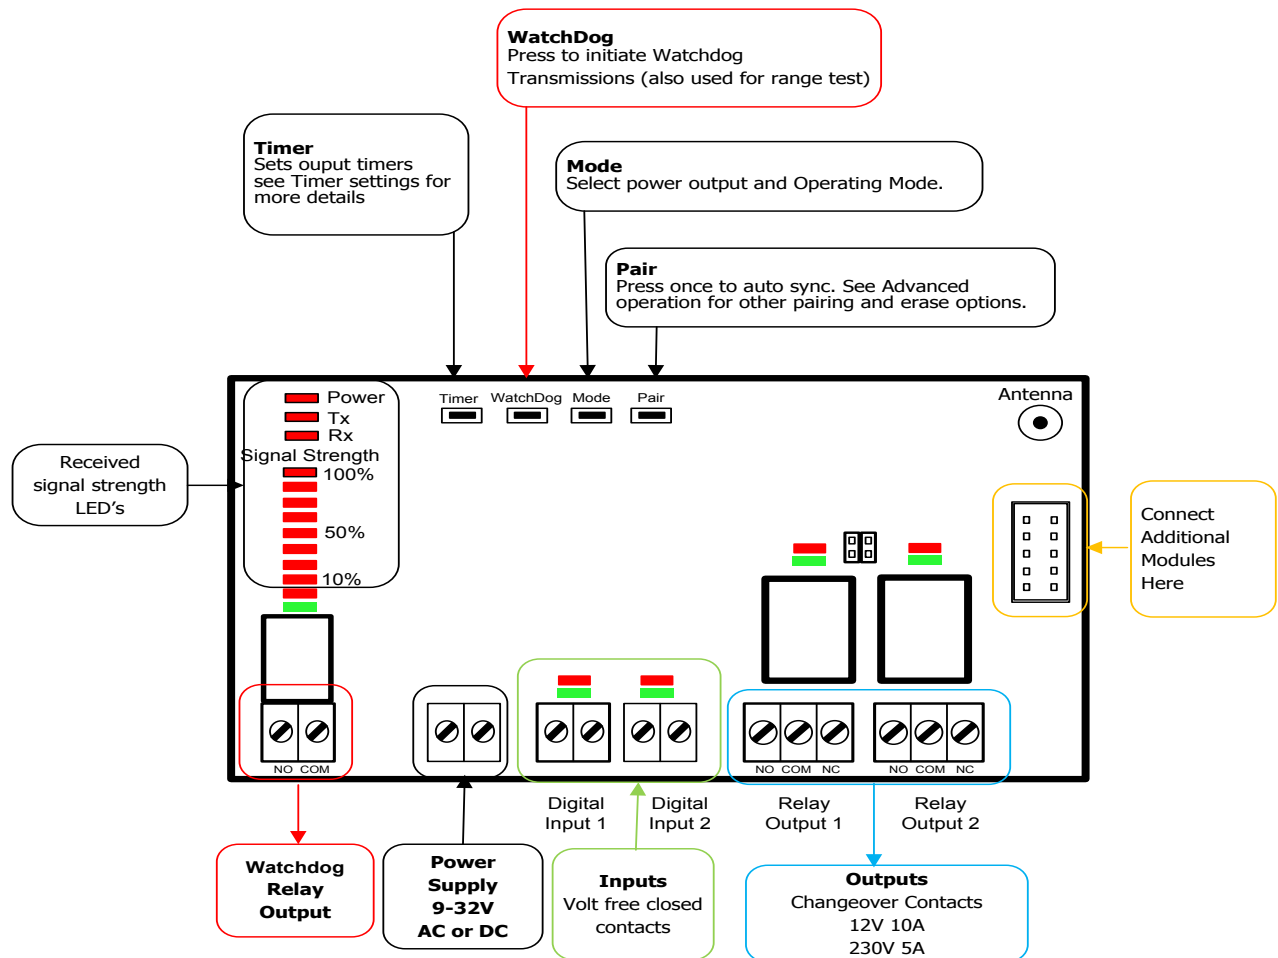 WatchDog
Press to initiate Watchdog
Transmissions (also used for range test)
Timer
Sets ouput timers
see Timer settings for
more details
Mode
Select power output and Operating Mode.
Pair
Press once to auto sync. See Advanced
operation for other pairing and erase options.
Power
Tx
Rx
Signal Strength
100%
50%
10%
Timer
WatchDog
Mode
Pair
Antenna
Received
signal strength
LED's
Connect
Additional
Modules
Here
NO COM
NO COM NC
NO COM NC
Digital
Input 1
Digital
Input 2
Relay
Output 1
Relay
Output 2
Watchdog
Relay
Output
Power
Supply
9-32V
AC or DC
Inputs
Volt free closed
contacts
Outputs
Changeover Contacts
12V 10A
230V 5A